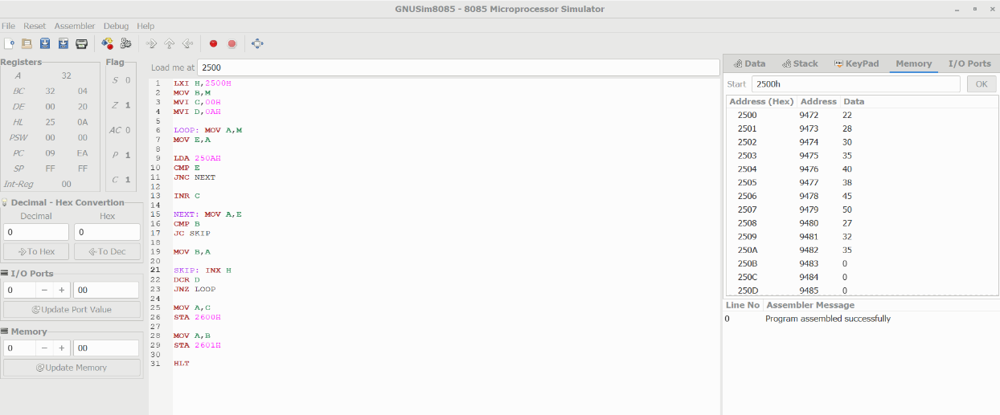 GNUSim8085 - 8085 Microprocessor Simulator
File Reset Assembler Debug Help
Registers
A 32
BC 32 04
DE 00 20
HL 25 0A
PSW 00 00
PC 09 EA
SP FF FF
Int-Reg 00
Flag
S 0
Z 1
AC 0
P 1
C 1
Decimal - Hex Convertion
Decimal Hex
0 0
To Hex To Dec
I/O Ports
0 − + 00
Update Port Value
Memory
0 − + 00
Update Memory
Load me at 2500
1 LXI H,2500H
2 MOV B,M
3 MVI C,00H
4 MVI D,0AH
5
6 LOOP: MOV A,M
7 MOV E,A
8
9 LDA 250AH
10 CMP E
11 JNC NEXT
12
13 INR C
14
15 NEXT: MOV A,E
16 CMP B
17 JC SKIP
18
19 MOV B,A
20
21 SKIP: INX H
22 DCR D
23 JNZ LOOP
24
25 MOV A,C
26 STA 2600H
27
28 MOV A,B
29 STA 2601H
30
31 HLT
Data Stack KeyPad Memory I/O Ports
Start 2500h OK
Address (Hex) Address Data
2500 9472 22
2501 9473 28
2502 9474 30
2503 9475 35
2504 9476 40
2505 9477 38
2506 9478 45
2507 9479 50
2508 9480 27
2509 9481 32
250A 9482 35
250B 9483 0
250C 9484 0
250D 9485 0
Line No Assembler Message
0 Program assembled successfully